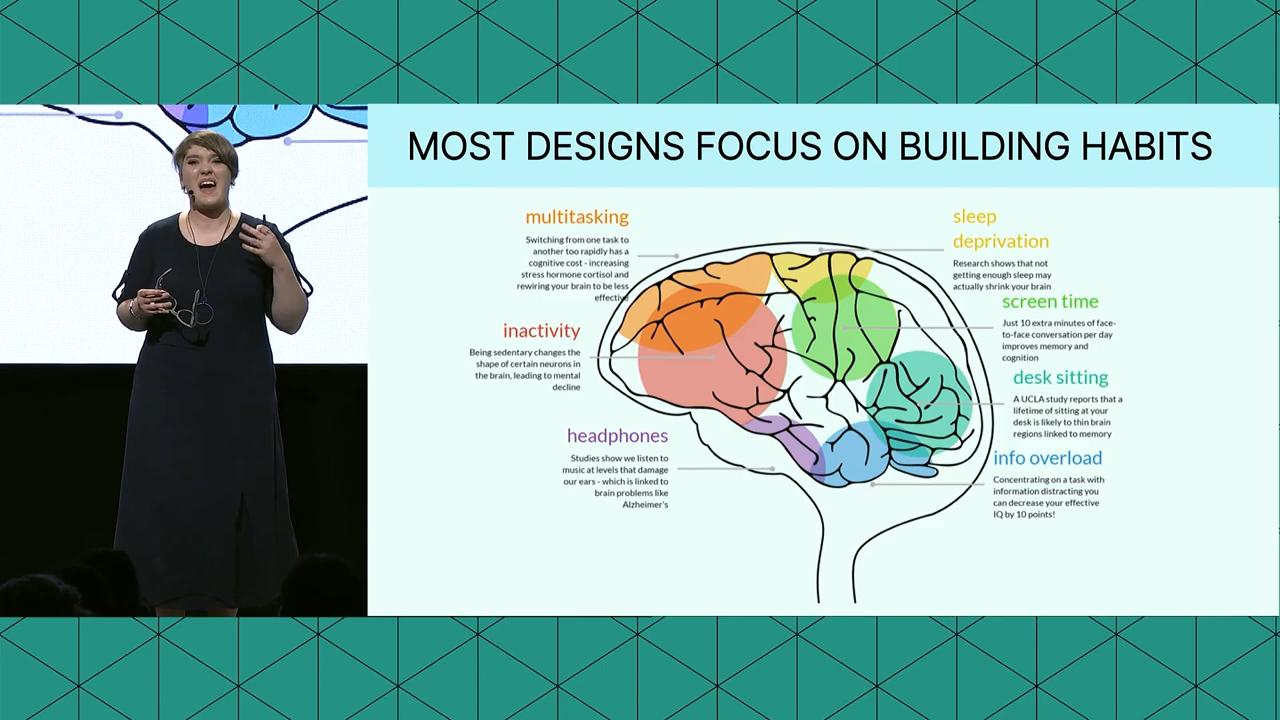 MOST DESIGNS FOCUS ON BUILDING HABITS
multitasking
Switching from one task to
another too rapidly has a
cognitive cost - increasing
stress hormone cortisol and
rewiring your brain to be less
effective
inactivity
Being sedentary changes the
shape of certain neurons in
the brain, leading to mental
decline
headphones
Studies show we listen to
music at levels that damage
our ears - which is linked to
brain problems like
Alzheimer's
sleep
deprivation
Research shows that not
getting enough sleep may
actually shrink your brain
screen time
Just 10 extra minutes of face-
to-face conversation per day
improves memory and
cognition
desk sitting
A UCLA study reports that a
lifetime of sitting at your
desk is likely to thin brain
regions linked to memory
info overload
Concentrating on a task with
information distracting you
can decrease your effective
IQ by 10 points!